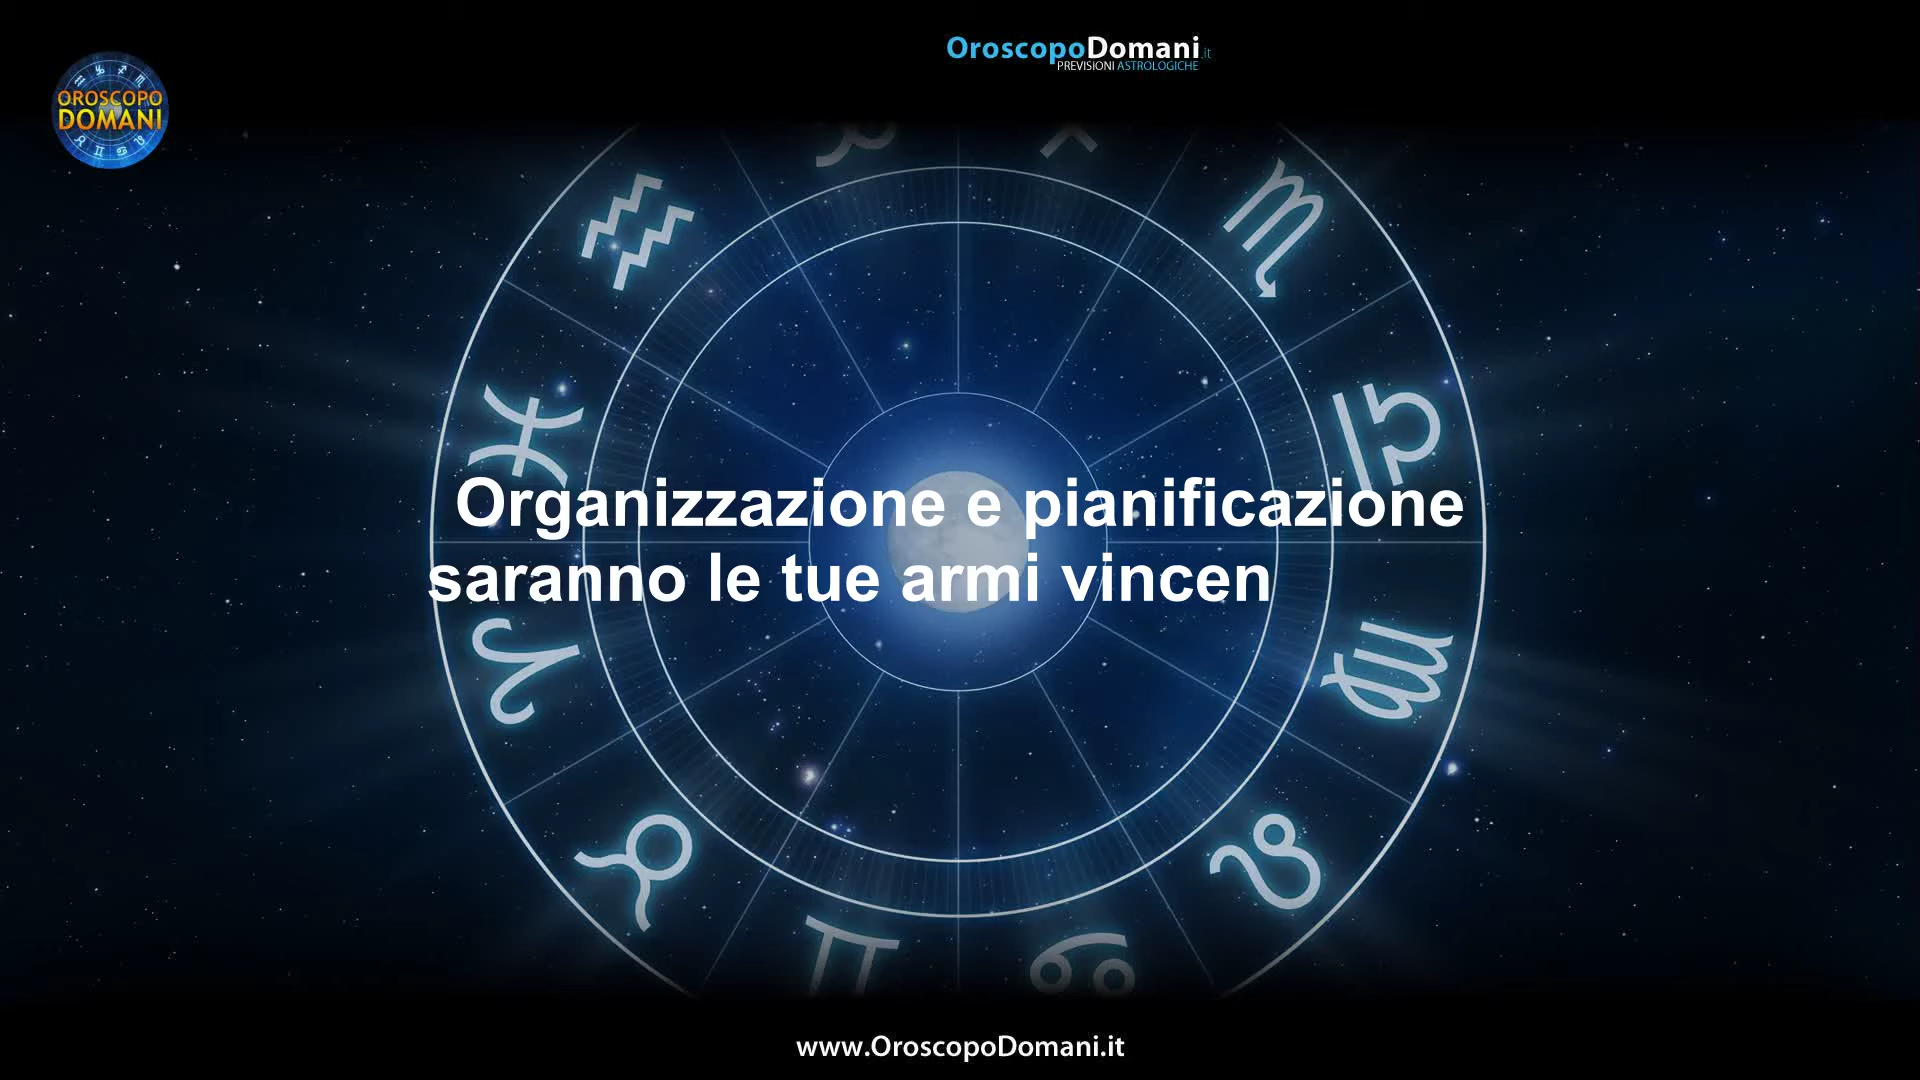 OroscopoDomani.it
PREVISIONI ASTROLOGICHE
OROSCOPO
DOMANI
Organizzazione e pianificazione
saranno le tue armi vincen
www.OroscopoDomani.it